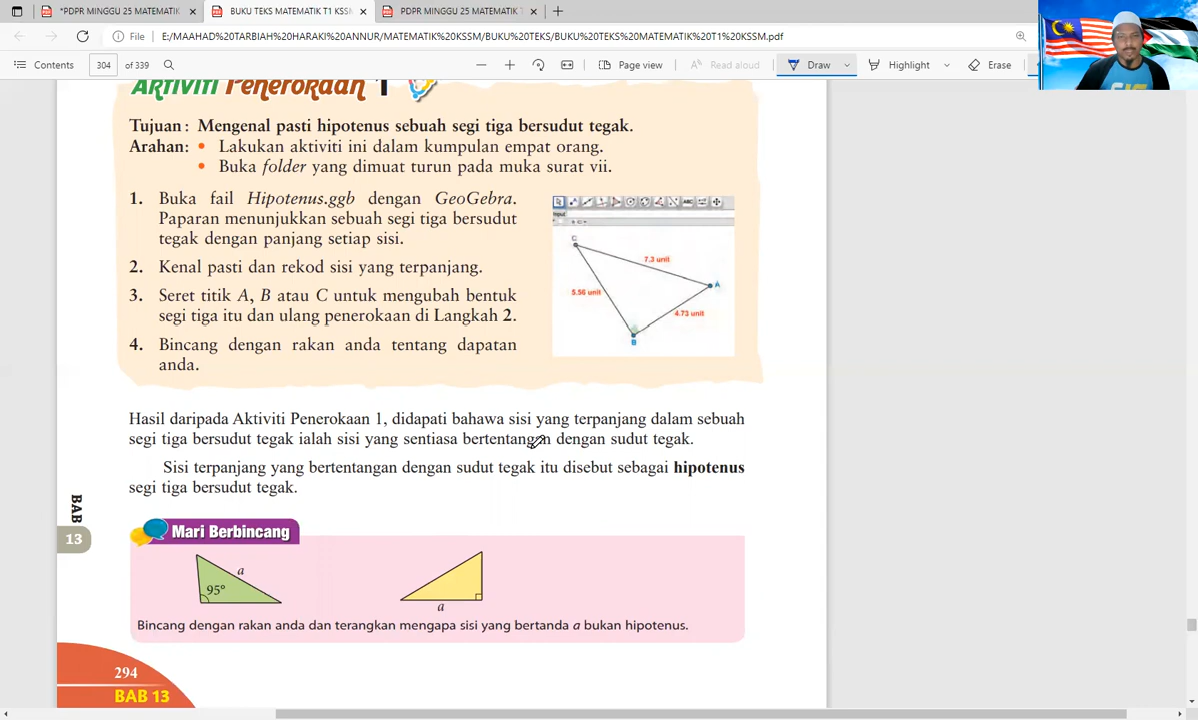 *PDPR MINGGU 25 MATEMATIK
BUKU TEKS MATEMATIK T1 KSSM
PDPR MINGGU 25 MATEMATIK T
File
E:/MAAHAD%20TARBIAH%20HARAKI%20ANNUR/MATEMATIK%20KSSM/BUKU%20TEKS/BUKU%20TEKS%20MATEMATIK%20T1%20KSSM.pdf
Contents
304 of 339
Page view
Read aloud
Draw
Highlight
Erase
Aktiviti Penerokaan 1
Tujuan : Mengenal pasti hipotenus sebuah segi tiga bersudut tegak.
Arahan: • Lakukan aktiviti ini dalam kumpulan empat orang.
• Buka folder yang dimuat turun pada muka surat vii.
1. Buka fail Hipotenus.ggb dengan GeoGebra.
Paparan menunjukkan sebuah segi tiga bersudut
tegak dengan panjang setiap sisi.
2. Kenal pasti dan rekod sisi yang terpanjang.
3. Seret titik A, B atau C untuk mengubah bentuk
segi tiga itu dan ulang penerokaan di Langkah 2.
4. Bincang dengan rakan anda tentang dapatan
anda.
ABC
Input
C
7.3 unit
A
5.56 unit
4.73 unit
B
Hasil daripada Aktiviti Penerokaan 1, didapati bahawa sisi yang terpanjang dalam sebuah
segi tiga bersudut tegak ialah sisi yang sentiasa bertentangan dengan sudut tegak.
Sisi terpanjang yang bertentangan dengan sudut tegak itu disebut sebagai hipotenus
segi tiga bersudut tegak.
BAB
13
Mari Berbincang
a
95°
a
Bincang dengan rakan anda dan terangkan mengapa sisi yang bertanda a bukan hipotenus.
294
BAB 13